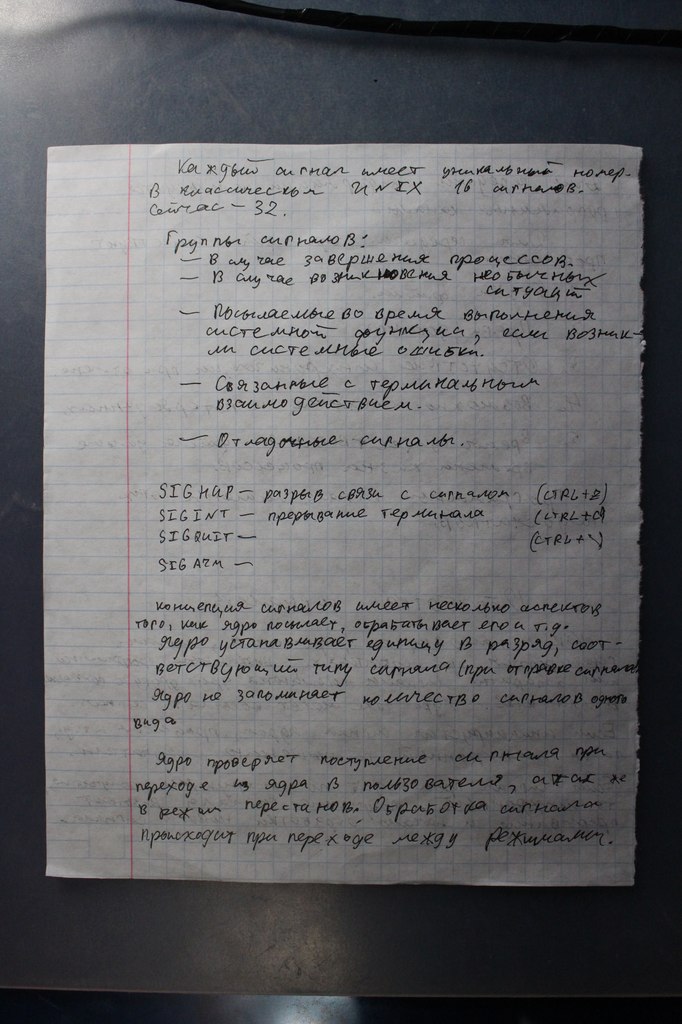 Каждый сигнал имеет уникальный номер.
В классическом UNIX 16 сигналов.
Сейчас – 32.
Группы сигналов:
– В случае завершения процессов.
– В случае возникновения необычных
ситуаций
– Посылаемые во время выполнения
системной функции, если возник-
ли системные ошибки.
– Связанные с терминальным
взаимодействием.
– Отладочные сигналы.
SIGHUP – разрыв связи с сигналом (CTRL+Z)
SIGINT – прерывание терминала (CTRL+C)
SIGQUIT – (CTRL+\)
SIGALRM –
концепция сигналов имеет несколько аспектов
того, как ядро посылает, обрабатывает его и т.д.
Ядро устанавливает единицу в разряд, соот-
ветствующий типу сигнала (при отправке сигнала)
Ядро не запоминает количество сигналов одного
вида
Ядро проверяет поступление сигнала при
переходе из ядра в пользователя, а так же
в режим перестанов. Обработка сигнала
происходит при переходе между режимами.